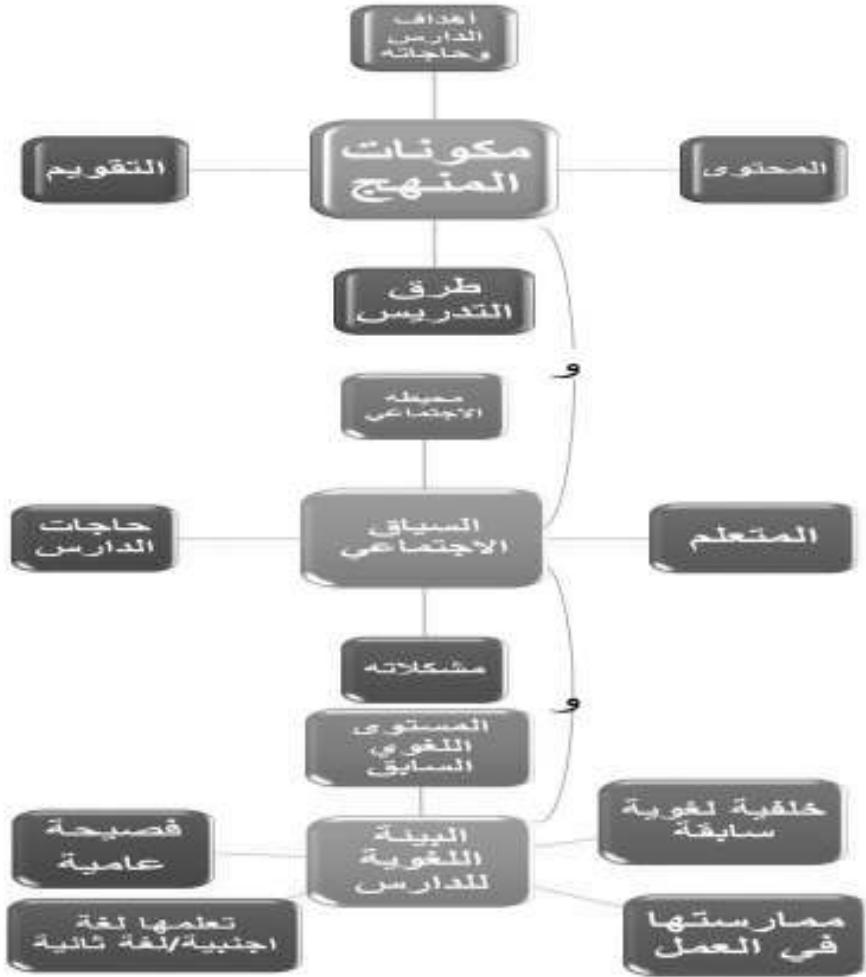 أهداف
الدارس
وحاجاته
مكونات
المنهج
المحتوى
التقويم
طرق
التدريس
و
محيطه
الاجتماعي
السياق
الاجتماعي
المتعلم
حاجات
الدارس
مشكلاته
و
المستوى
اللغوي
السابق
خلفية لغوية
سابقة
البيئة
اللغوية
للدارس
فصيحة
عامية
ممارستها
في العمل
تعلمها لغة
اجنبية/لغة ثانية